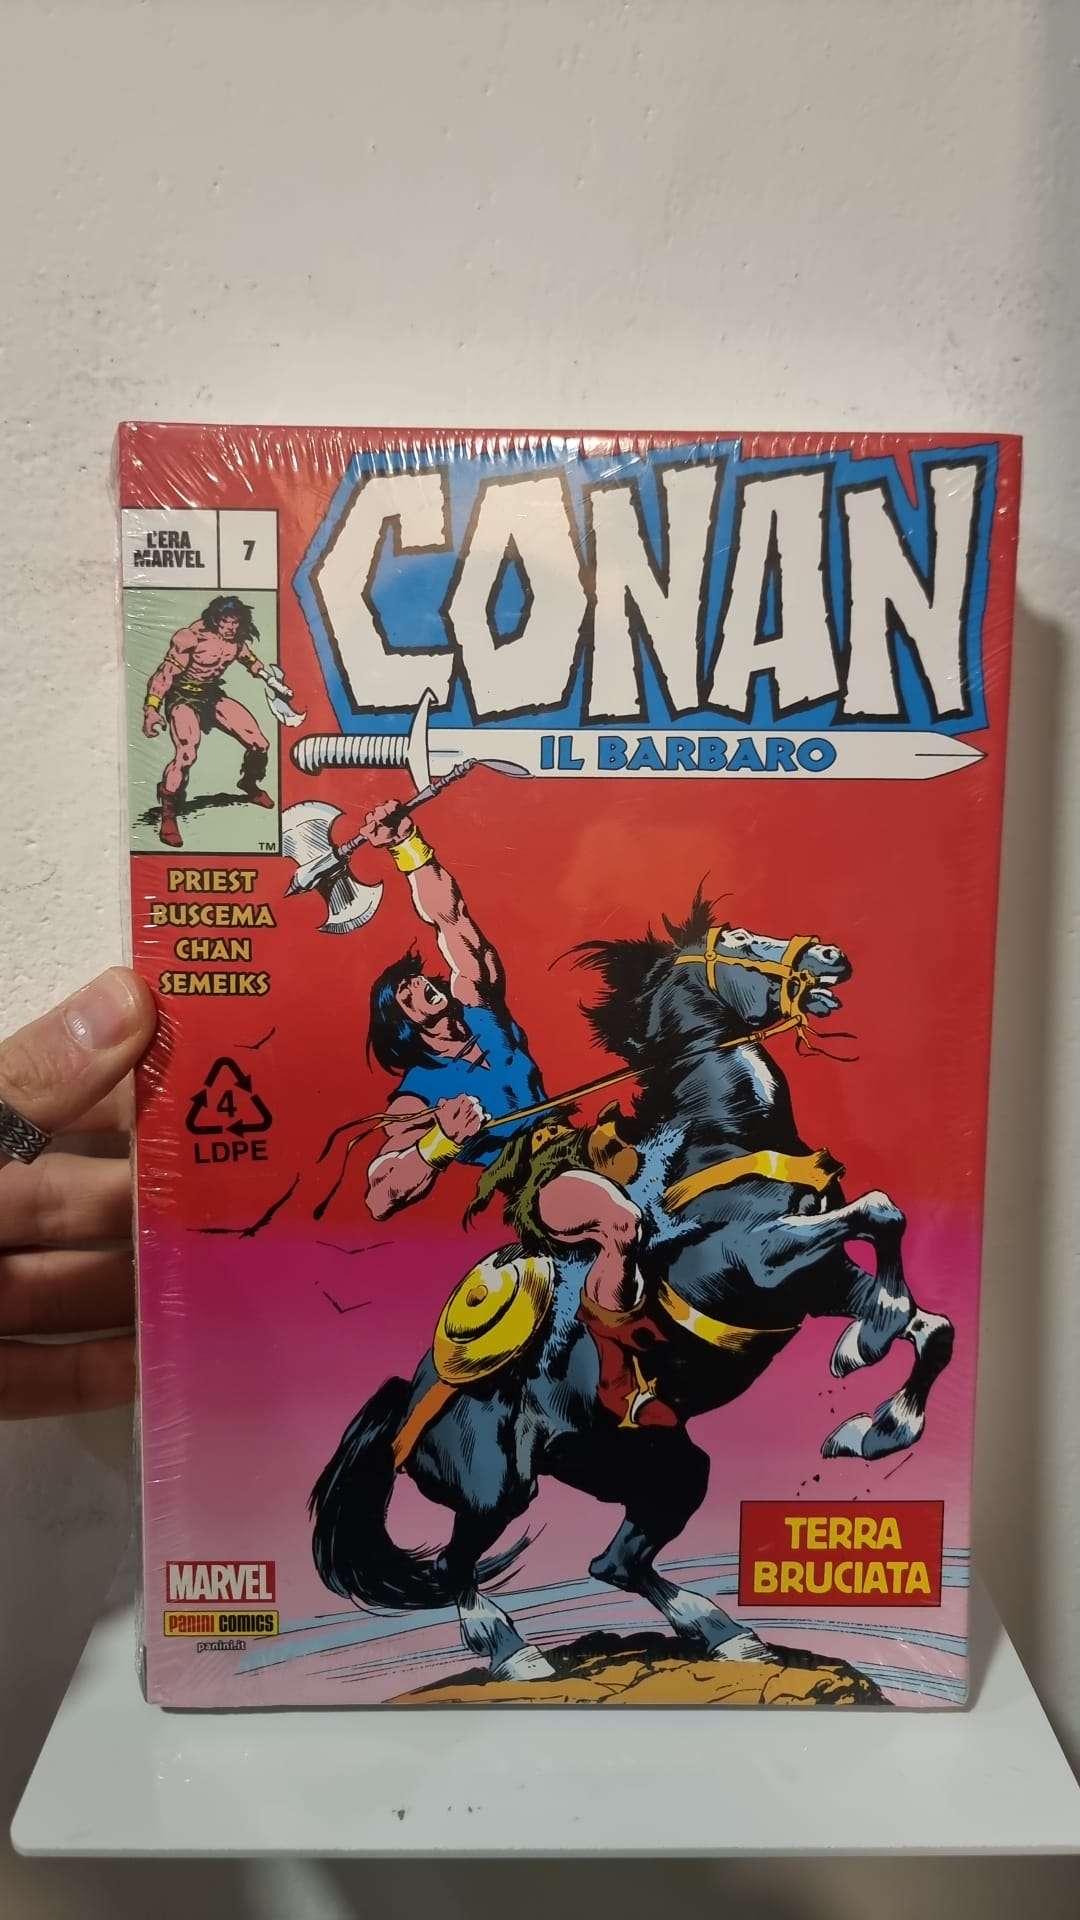 L'ERA
MARVEL
7
CONAN
IL BARBARO
TM
PRIEST
BUSCEMA
CHAN
SEMEIKS
4
LDPE
TERRA
BRUCIATA
MARVEL
PANINI COMICS
panini.it